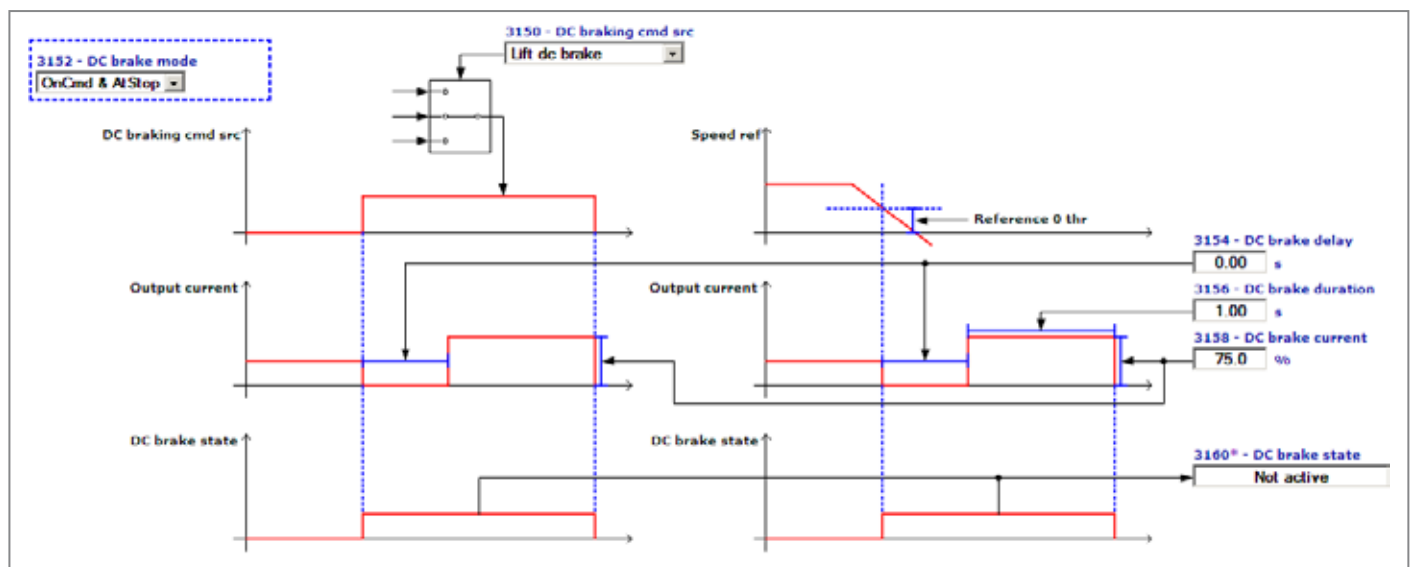 3150 - DC braking cmd src
Lift dc brake
3152 - DC brake mode
OnCmd & AtStop
DC braking cmd src
Speed ref
Reference 0 thr
3154 - DC brake delay
0.00 s
Output current
Output current
3156 - DC brake duration
1.00 s
3158 - DC brake current
75.0 %
DC brake state
DC brake state
3160* - DC brake state
Not active